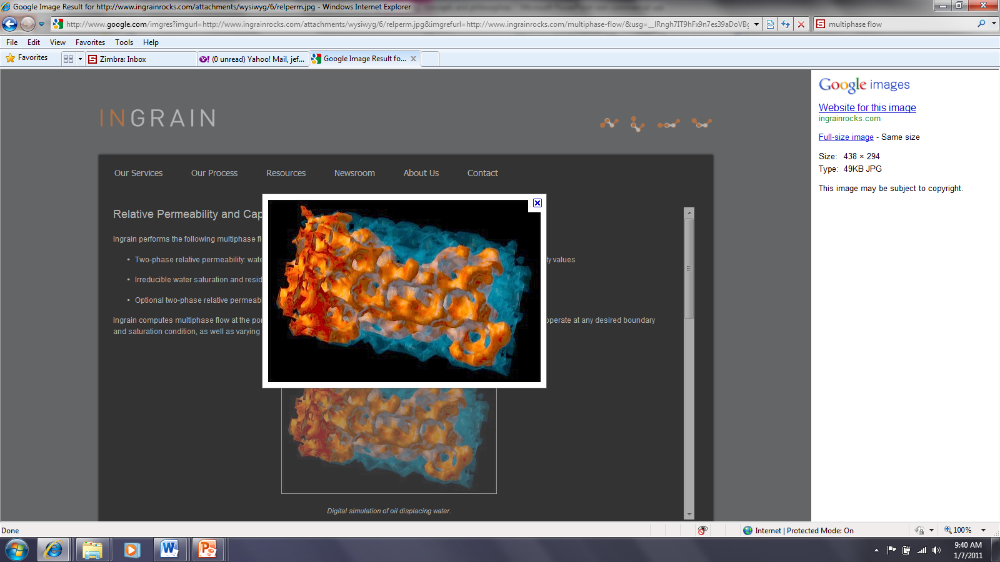 Google Image Result for http://www.ingrainrocks.com/attachments/wysiwyg/6/relperm.jpg - Windows Internet Explorer
http://www.google.com/imgres?imgurl=http://www.ingrainrocks.com/attachments/wysiwyg/6/relperm.jpg&imgrefurl=http://www.ingrainrocks.com/multiphase-flow/&usg=
multiphase flow
File Edit View Favorites Tools Help
Favorites
Zimbra: Inbox
(0 unread) Yahoo! Mail, jef...
Google Image Result fo...
INGRAIN
Our Services Our Process Resources Newsroom About Us Contact
Relative Permeability and Cap
Ingrain performs the following multiphase fl
• Two-phase relative permeability: wate ty values
• Irreducible water saturation and resid
• Optional two-phase relative permeabi
Ingrain computes multiphase flow at the po operate at any desired boundary
and saturation condition, as well as varying
Digital simulation of oil displacing water.
Google images
Website for this image
ingrainrocks.com
Full-size image - Same size
Size: 438 × 294
Type: 49KB JPG
This image may be subject to copyright.
Done
Internet | Protected Mode: On
100%
9:40 AM
1/7/2011